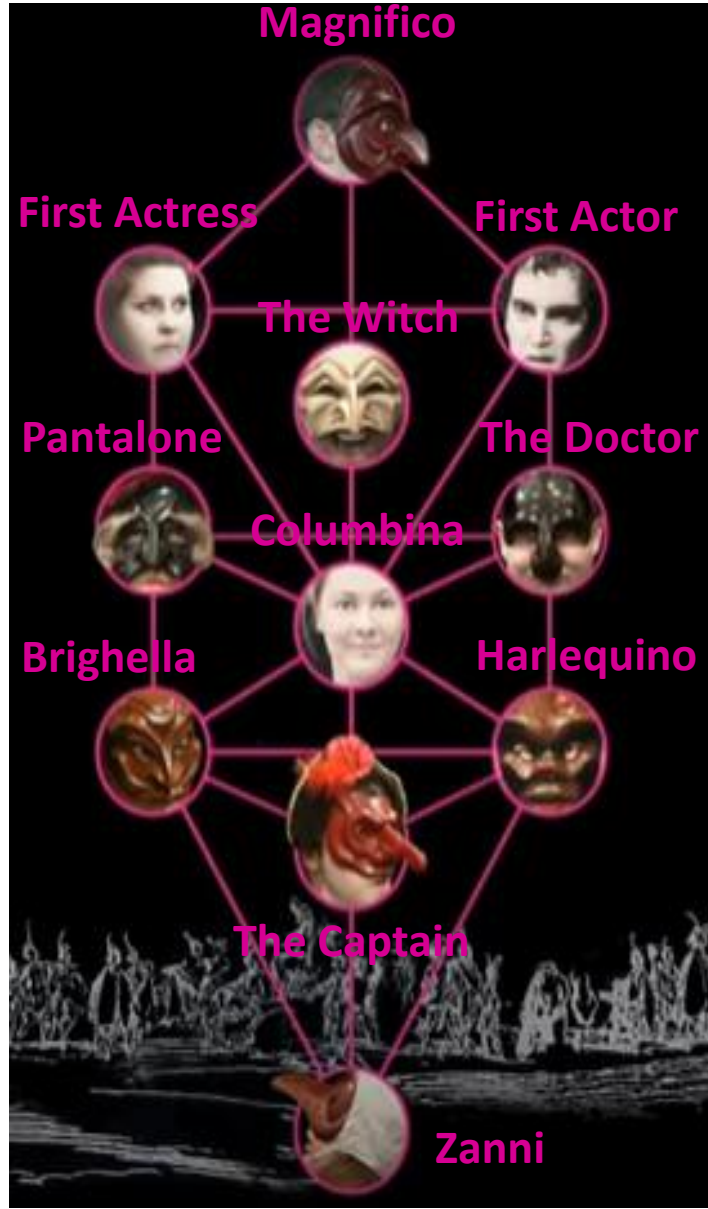 Magnifico
First Actress
First Actor
The Witch
Pantalone
The Doctor
Columbina
Brighella
Harlequino
The Captain
Zanni